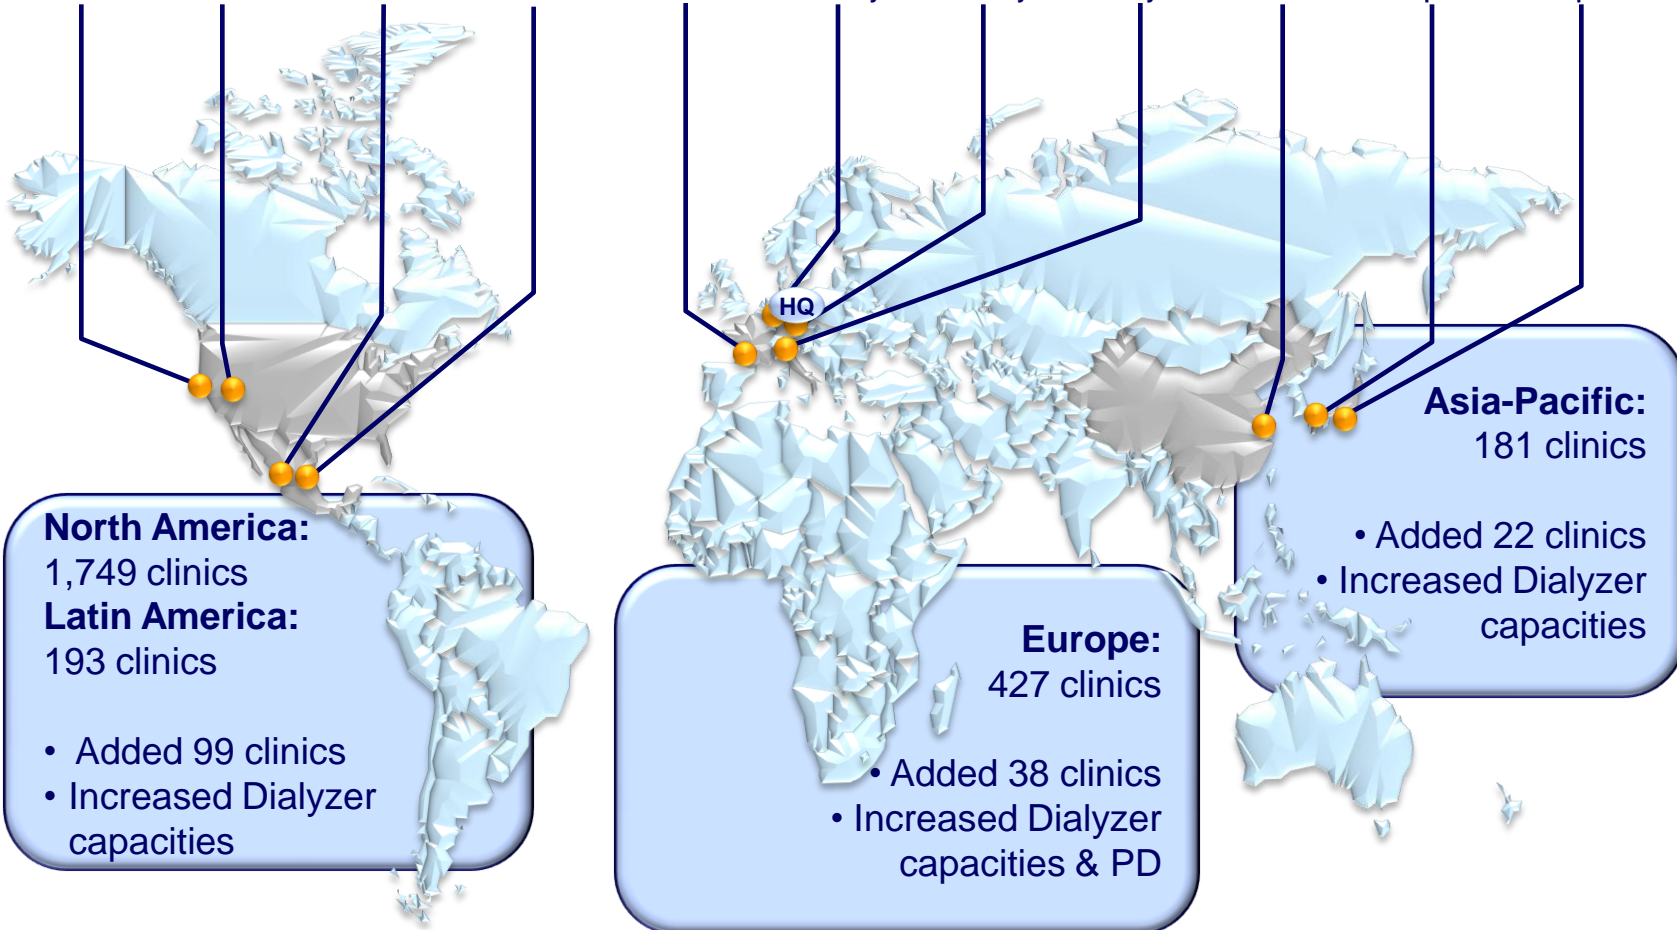 HQ
North America:
1,749 clinics
Latin America:
193 clinics
• Added 99 clinics
• Increased Dialyzer
capacities
Europe:
427 clinics
• Added 38 clinics
• Increased Dialyzer
capacities & PD
Asia-Pacific:
181 clinics
• Added 22 clinics
• Increased Dialyzer
capacities